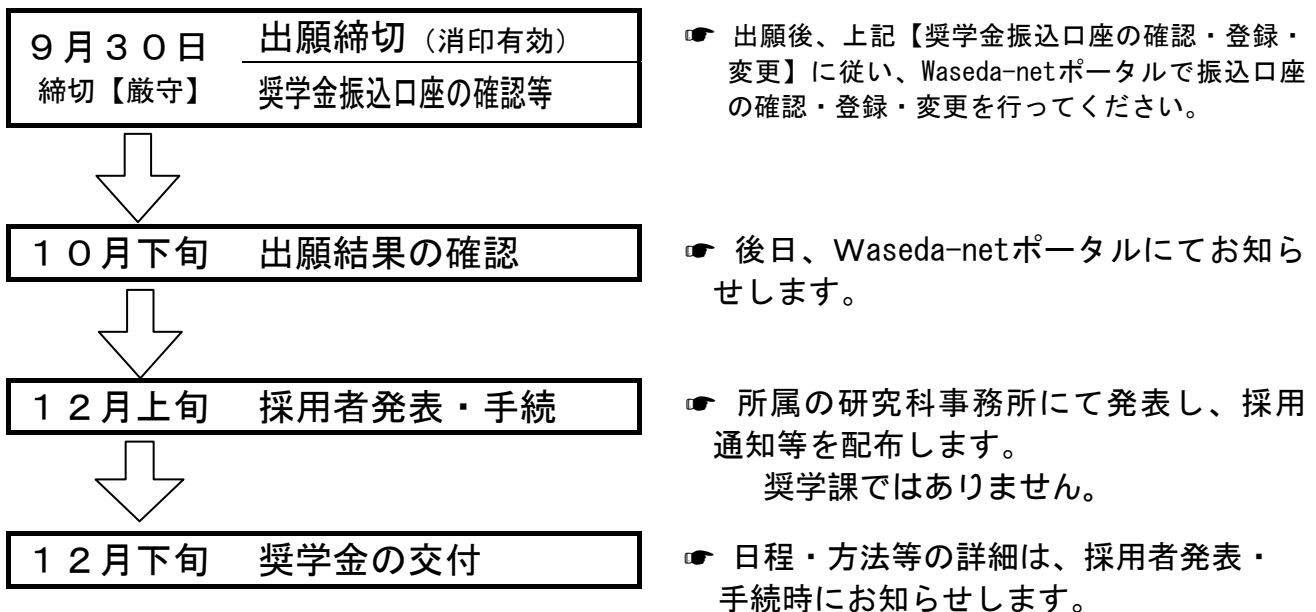 ９月３０日 出願締切（消印有効）
締切【厳守】 奨学金振込口座の確認等
☞ 出願後、上記【奨学金振込口座の確認・登録・
変更】に従い、Waseda-netポータルで振込口座
の確認・登録・変更を行ってください。
１０月下旬 出願結果の確認
☞ 後日、Waseda-netポータルにてお知ら
せします。
１２月上旬 採用者発表・手続
☞ 所属の研究科事務所にて発表し、採用
通知等を配布します。
奨学課ではありません。
１２月下旬 奨学金の交付
☞ 日程・方法等の詳細は、採用者発表・
手続時にお知らせします。